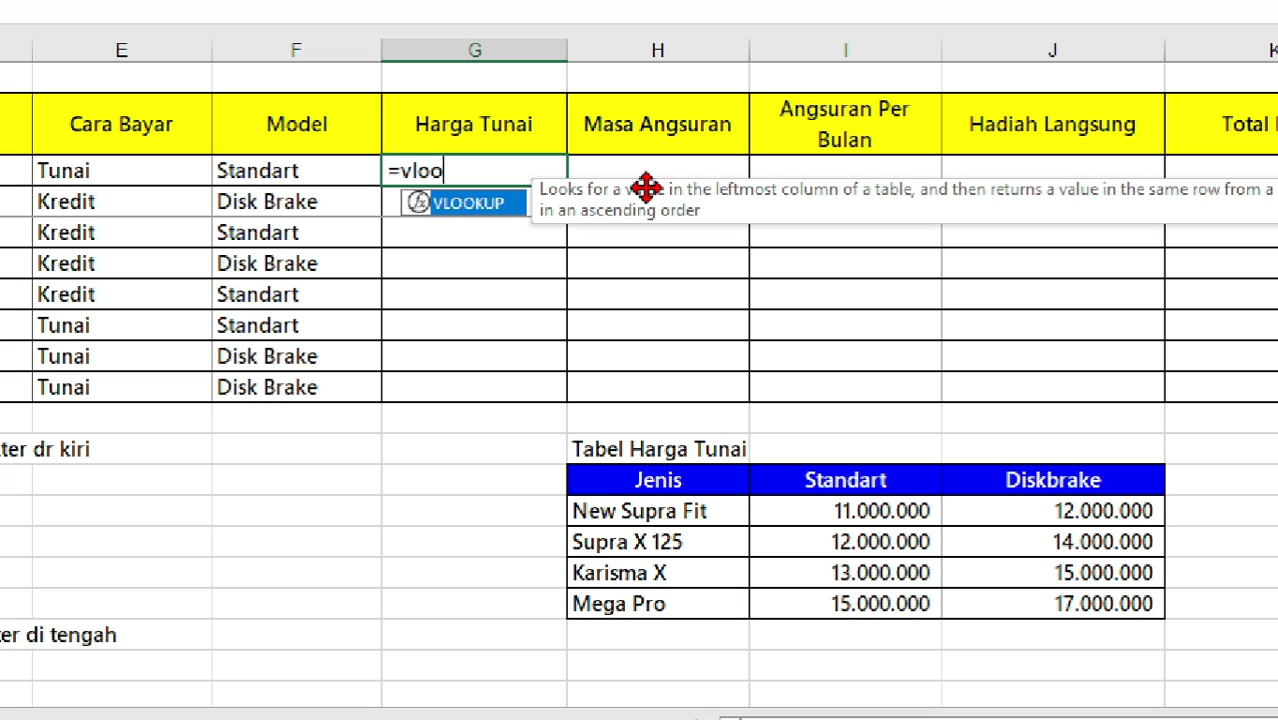 E F G H I J K
Cara Bayar Model Harga Tunai Masa Angsuran Angsuran Per Bulan Hadiah Langsung Total
Tunai Standart =vloo
Kredit Disk Brake VLOOKUP
Looks for a value in the leftmost column of a table, and then returns a value in the same row from a
in an ascending order
Kredit Standart
Kredit Disk Brake
Kredit Standart
Tunai Standart
Tunai Disk Brake
Tunai Disk Brake
ter dr kiri Tabel Harga Tunai
Jenis Standart Diskbrake
New Supra Fit 11.000.000 12.000.000
Supra X 125 12.000.000 14.000.000
Karisma X 13.000.000 15.000.000
Mega Pro 15.000.000 17.000.000
ter di tengah